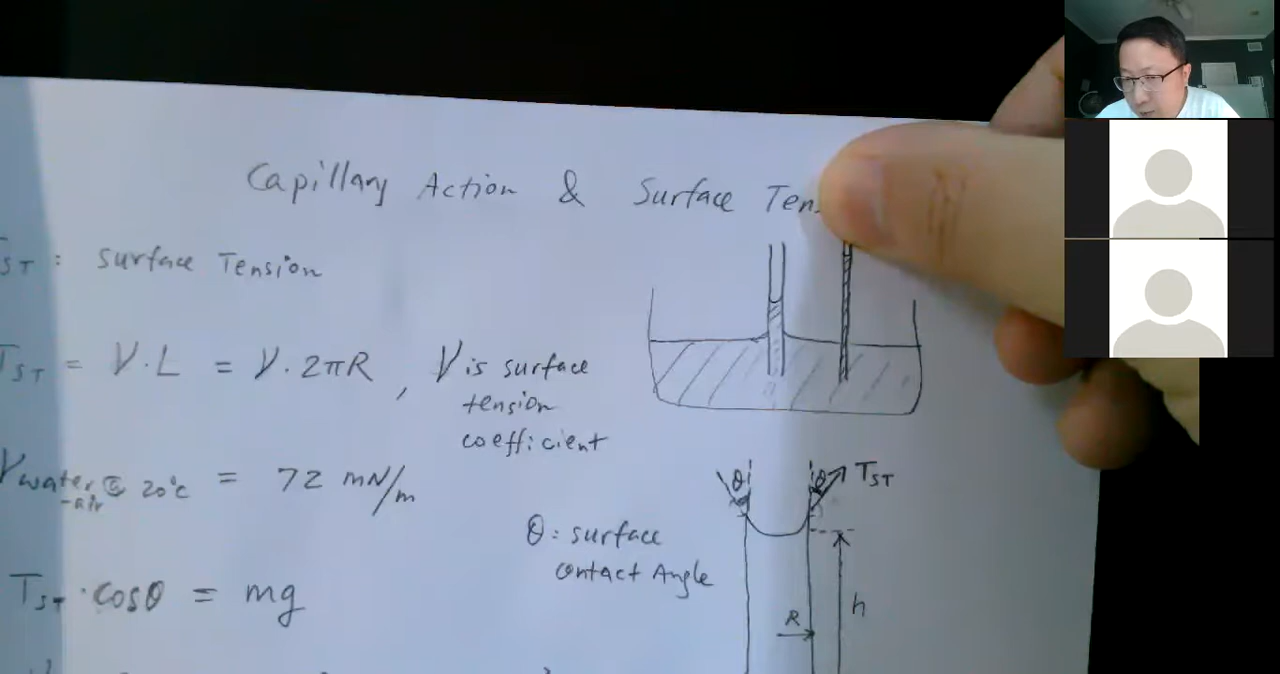 Capillary Action & Surface Tens
ST : Surface Tension
TST = γ·L = γ·2πR , γ is surface
tension
coefficient
γwater-air @ 20°C = 72 mN/m
θ θ TST
θ : surface
contact Angle
TST·cosθ = mg
h
R